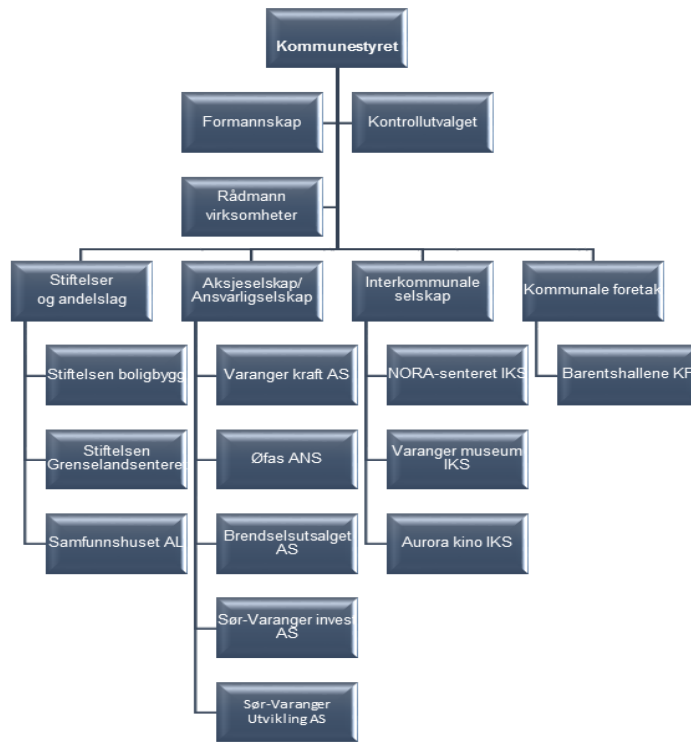 Kommunestyret
Formannskap
Kontrollutvalget
Rådmann
virksomheter
Stiftelser
og andelslag
Aksjeselskap/
Ansvarligselskap
Interkommunale
selskap
Kommunale foretak
Stiftelsen boligbygg
Varanger kraft AS
NORA-senteret IKS
Barentshallene KF
Stiftelsen
Grenselandsentere
Øfas ANS
Varanger museum
IKS
Samfunnshuset AL
Brendselsutsalget
AS
Aurora kino IKS
Sør-Varanger invest
AS
Sør-Varanger
Utvikling AS